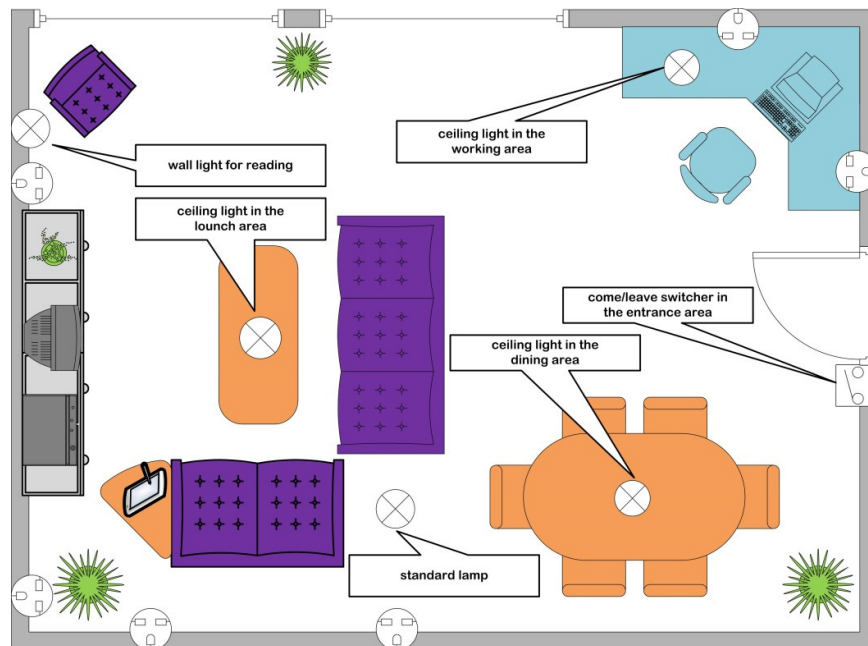 ceiling light in the
working area
wall light for reading
ceiling light in the
lounch area
come/leave switcher in
the entrance area
ceiling light in the
dining area
standard lamp